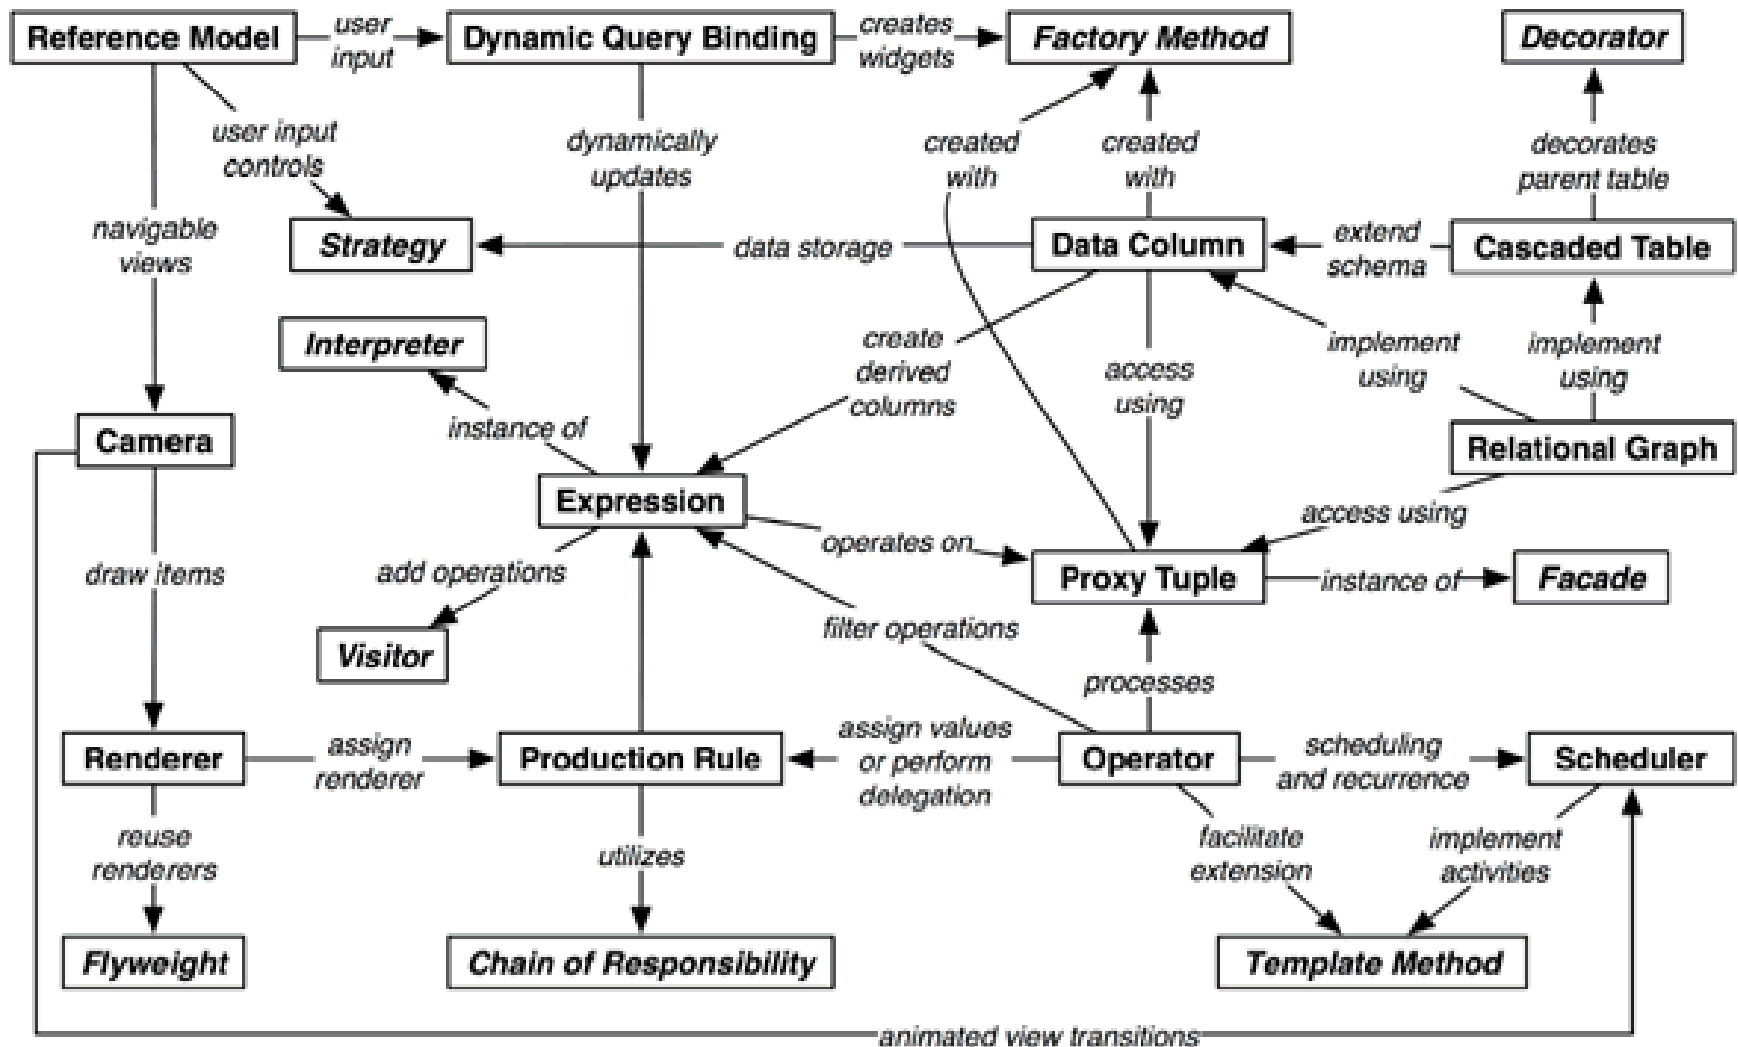 Reference Model
user
input
Dynamic Query Binding
creates
widgets
Factory Method
Decorator
user input
controls
dynamically
updates
created
with
created
with
decorates
parent table
navigable
views
Strategy
data storage
Data Column
extend
schema
Cascaded Table
Interpreter
create
derived
columns
access
using
implement
using
implement
using
instance of
Camera
Relational Graph
Expression
operates on
access using
draw items
add operations
Proxy Tuple
instance of
Facade
Visitor
filter operations
processes
Renderer
assign
renderer
Production Rule
assign values
or perform
delegation
Operator
scheduling
and recurrence
Scheduler
reuse
renderers
utilizes
facilitate
extension
implement
activities
Flyweight
Chain of Responsibility
Template Method
animated view transitions